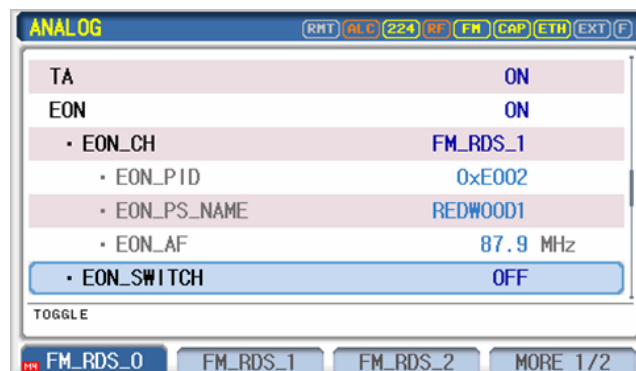 ANALOG RMT ALC 224 RF FM CAP ETH EXT F
TA ON
EON ON
· EON_CH FM_RDS_1
· EON_PID 0xE002
· EON_PS_NAME REDWOOD1
· EON_AF 87.9 MHz
· EON_SWITCH OFF
TOGGLE
M4 FM_RDS_0 FM_RDS_1 FM_RDS_2 MORE 1/2